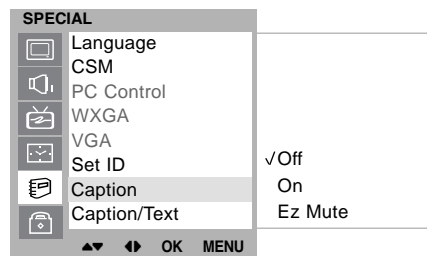 SPECIAL
Language
CSM
PC Control
WXGA
VGA
Set ID
Caption
Caption/Text
√Off
On
Ez Mute
▲▼ ◀▶ OK MENU